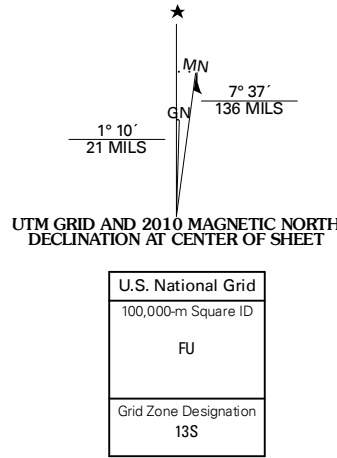 ★
MN
GN
7° 37´
136 MILS
1° 10´
21 MILS
UTM GRID AND 2010 MAGNETIC NORTH
DECLINATION AT CENTER OF SHEET
U.S. National Grid
100,000-m Square ID
FU
Grid Zone Designation
13S